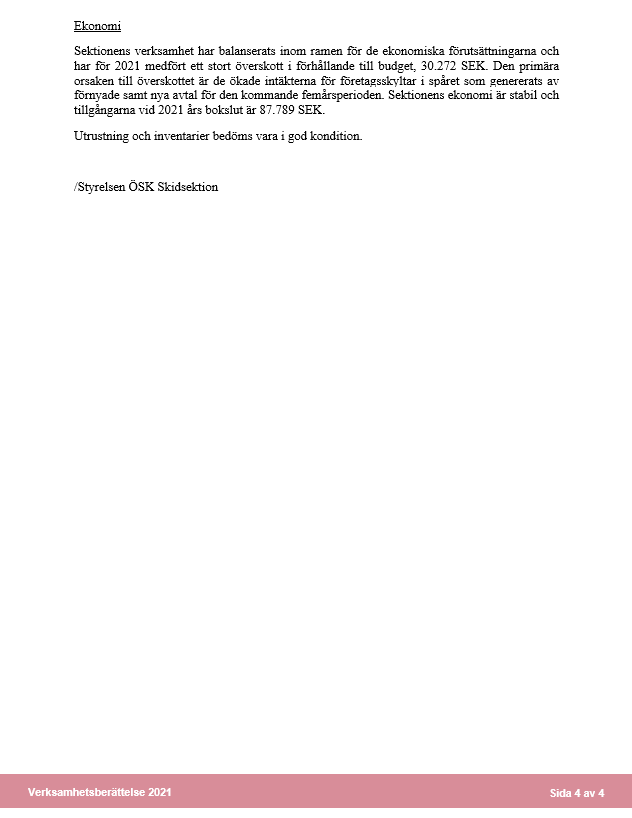 Ekonomi
Sektionens verksamhet har balanserats inom ramen för de ekonomiska förutsättningarna och
har för 2021 medfört ett stort överskott i förhållande till budget, 30.272 SEK. Den primära
orsaken till överskottet är de ökade intäkterna för företagsskyltar i spåret som genererats av
förnyade samt nya avtal för den kommande femårsperioden. Sektionens ekonomi är stabil och
tillgångarna vid 2021 års bokslut är 87.789 SEK.
Utrustning och inventarier bedöms vara i god kondition.
/Styrelsen ÖSK Skidsektion
Verksamhetsberättelse 2021
Sida 4 av 4